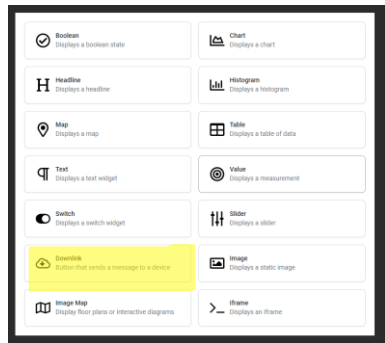 Boolean
Displays a boolean state
Chart
Displays a chart
Headline
Displays a headline
Histogram
Displays a histogram
Map
Displays a map
Table
Displays a table of data
Text
Displays a text widget
Value
Displays a measurement
Switch
Displays a switch widget
Slider
Displays a slider
Downlink
Button that sends a message to a device
Image
Displays a static image
Image Map
Display floor plans or interactive diagrams
Iframe
Displays an Iframe